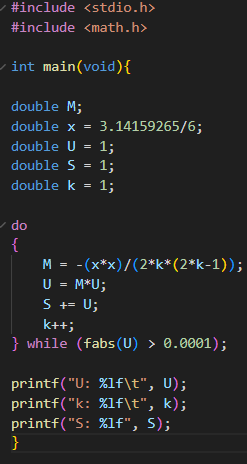 #include <stdio.h>
#include <math.h>
int main(void){
double M;
double x = 3.14159265/6;
double U = 1;
double S = 1;
double k = 1;
do
{
M = -(x*x)/(2*k*(2*k-1));
U = M*U;
S += U;
k++;
} while (fabs(U) > 0.0001);
printf("U: %lf\t", U);
printf("k: %lf\t", k);
printf("S: %lf", S);
}